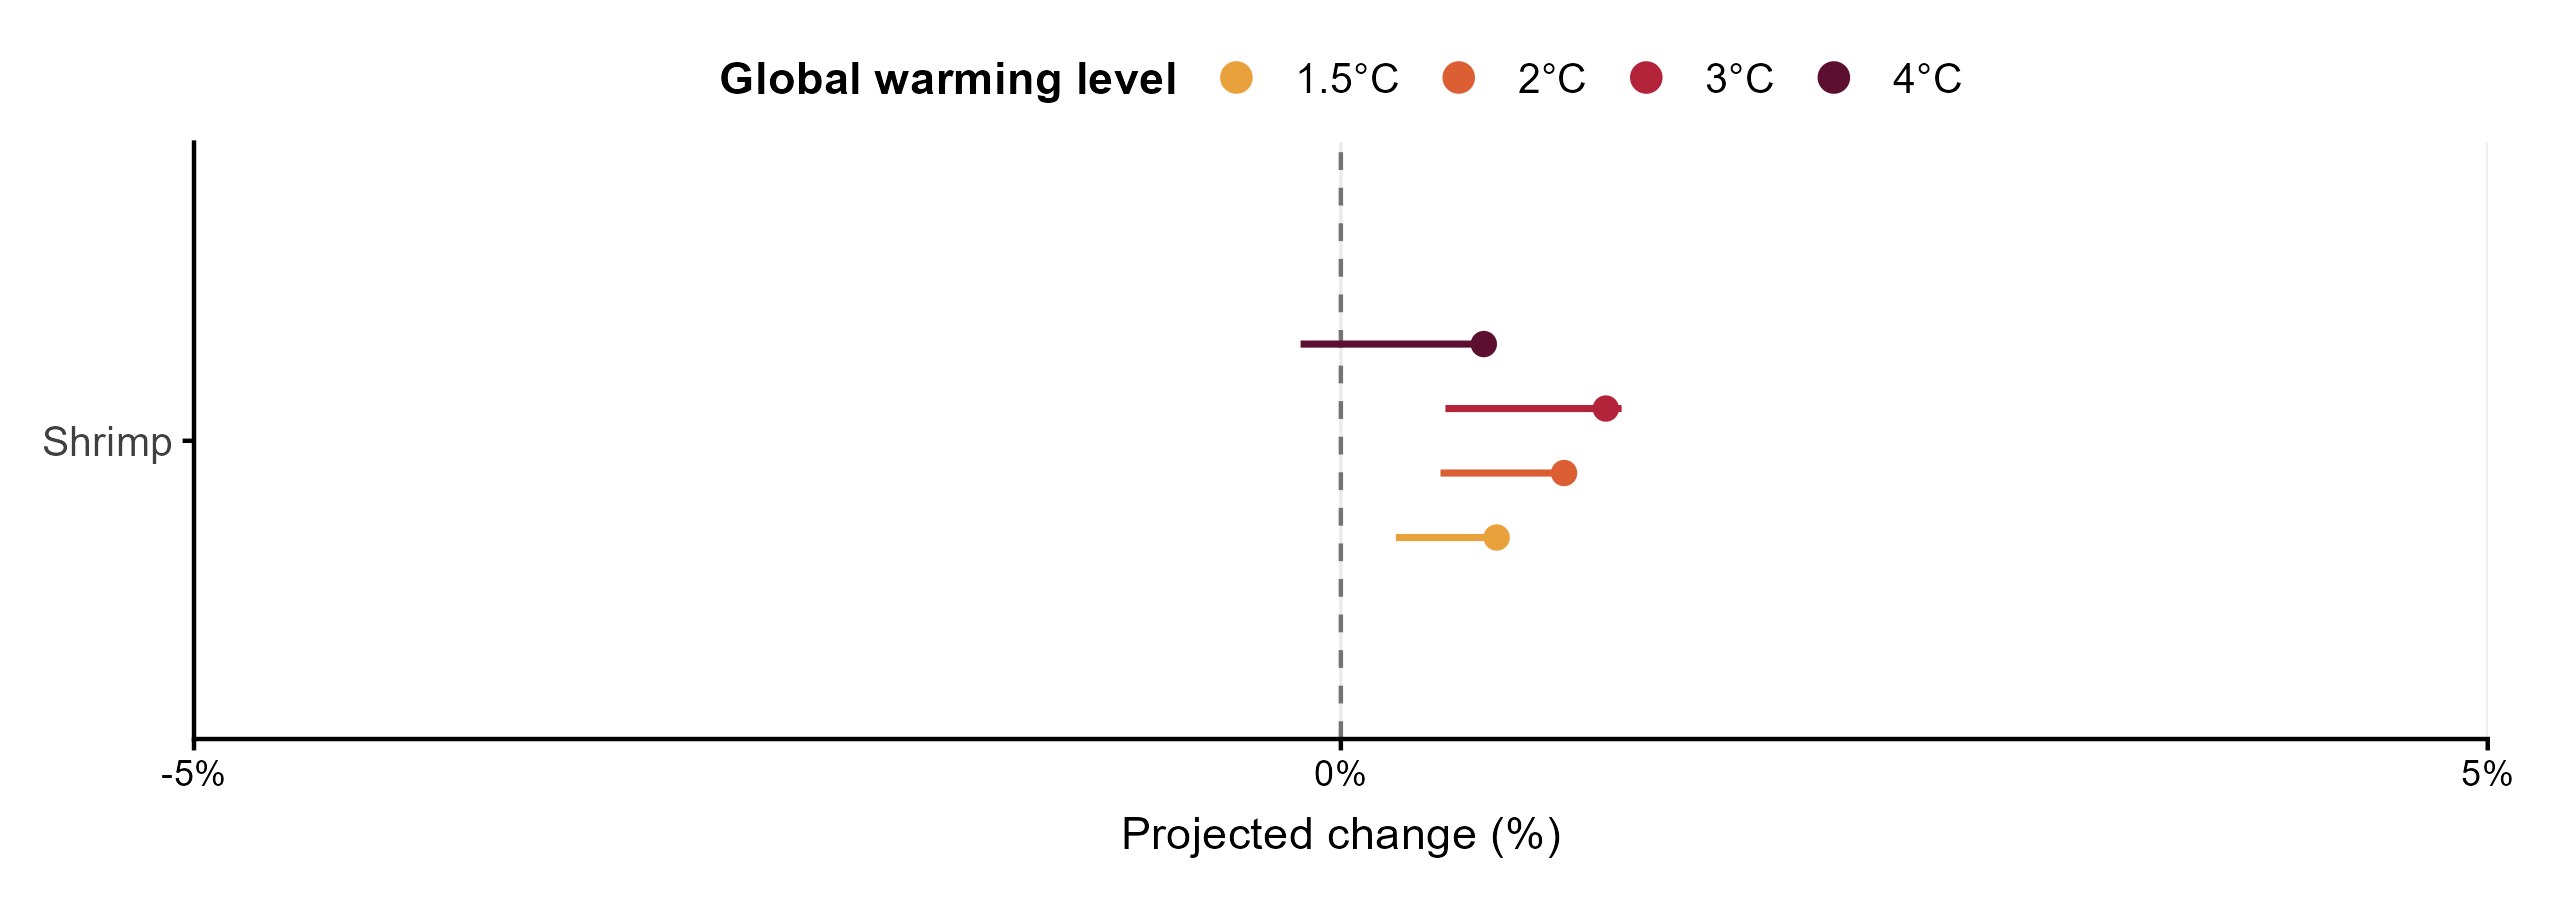 Global warming level 1.5°C 2°C 3°C 4°C
Shrimp
-5% 0% 5%
Projected change (%)